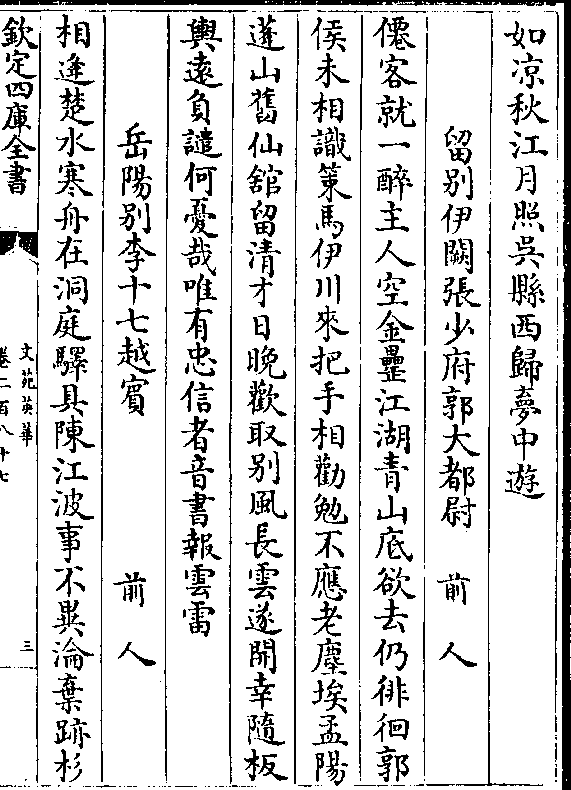 如凉秋江月照吳縣西歸夢中遊
留别伊闕張少府郭大都尉　前人
僊客就一醉主人空金罍江湖青山底欲去仍徘徊郭
侯未相識策馬伊川來把手相勸勉不應老塵埃孟陽
蓬山舊仙舘留清才日晚歡取别風長雲遂開幸隨板
輿遠負譴何憂哉唯有忠信者音書報雲雷
岳陽别李十七越賓　前人
相逢楚水寒舟在洞庭驛具陳江波事不異淪棄跡杉
欽定四庫全書
文苑英華
卷二百八十七
三